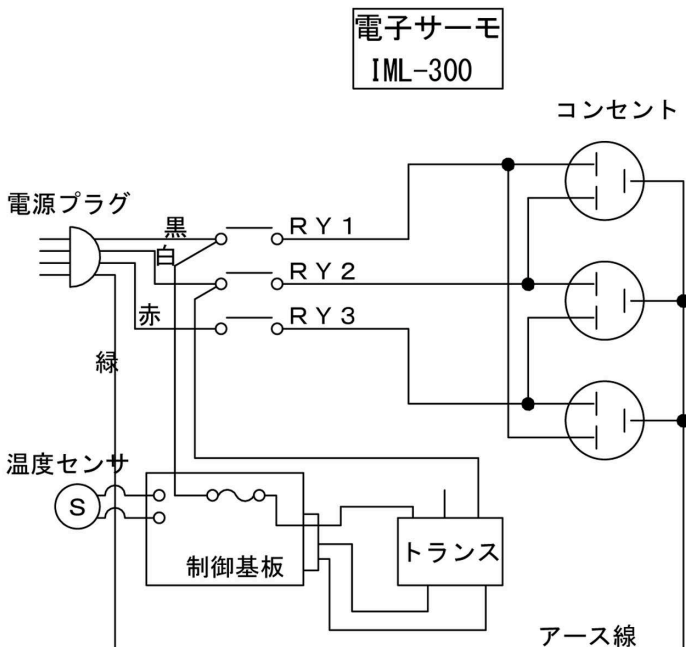 電子サーモ
IML-300
コンセント
電源プラグ
黒
RY1
白
RY2
赤
RY3
緑
温度センサ
S
制御基板
トランス
アース線